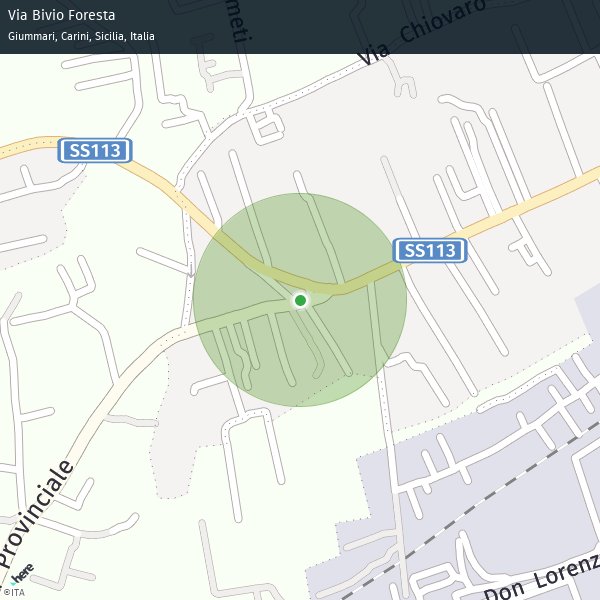 Via Bivio Foresta
Giummari, Carini, Sicilia, Italia
meti
Via Chiovaro
SS113
SS113
Provinciale
Don Lorenz
here
©ITA